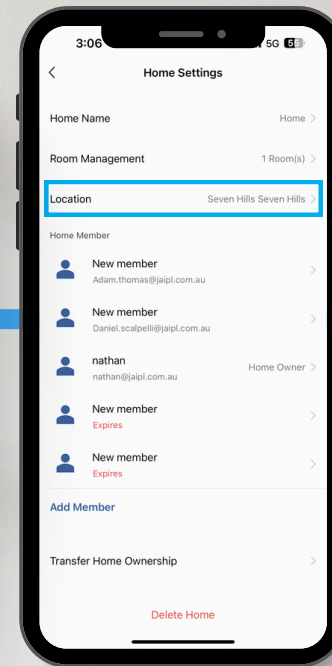 3:06
5G 55
Home Settings
Home Name Home
Room Management 1 Room(s)
Location Seven Hills Seven Hills
Home Member
New member
Adam.thomas@jaipl.com.au
New member
Daniel.scalpelli@jaipl.com.au
nathan
nathan@jaipl.com.au
Home Owner
New member
Expires
New member
Expires
Add Member
Transfer Home Ownership
Delete Home